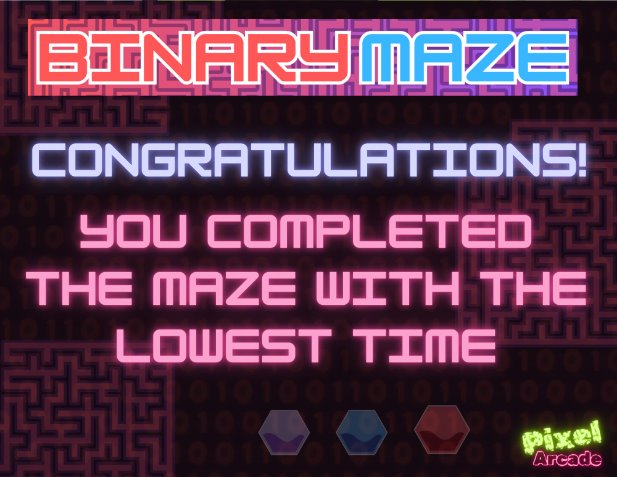 BINARY MAZE
CONGRATULATIONS!
YOU COMPLETED
THE MAZE WITH THE
LOWEST TIME
Pixel
Arcade